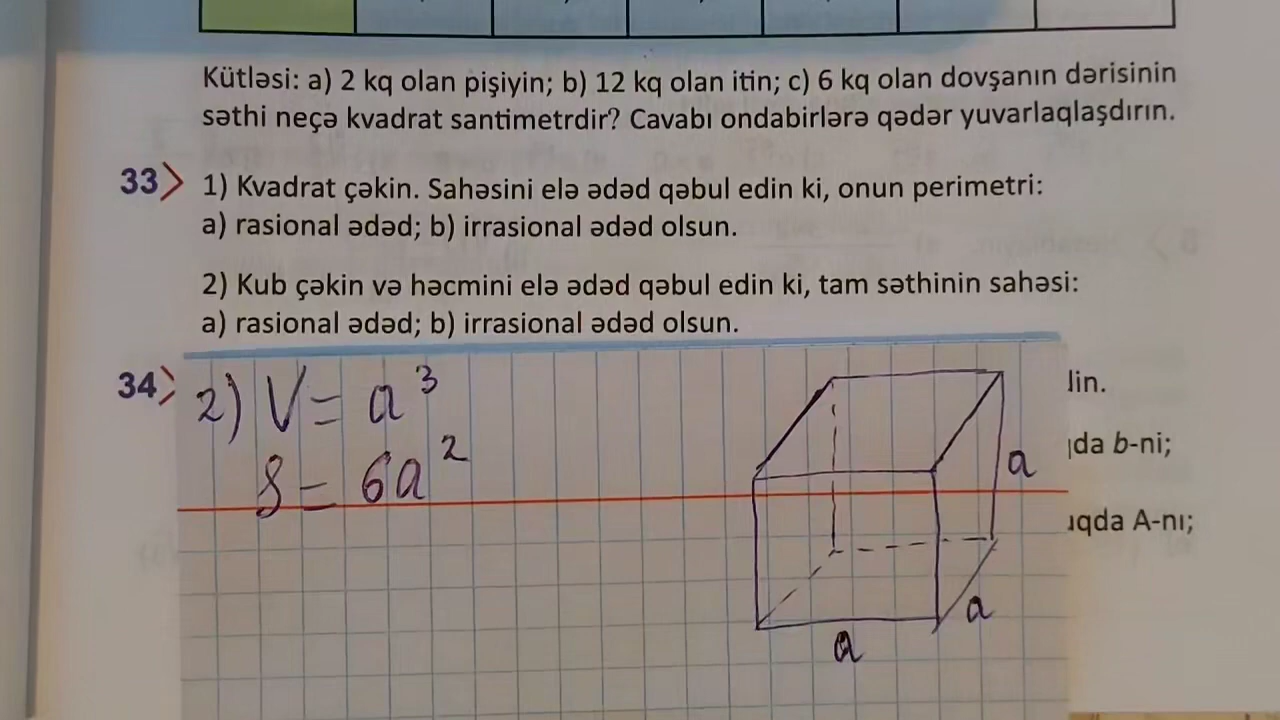 Kütləsi: a) 2 kq olan pişiyin; b) 12 kq olan itin; c) 6 kq olan dovşanın dərisinin
səthi neçə kvadrat santimetrdir? Cavabı ondabirlərə qədər yuvarlaqlaşdırın.
33 1) Kvadrat çəkin. Sahəsini elə ədəd qəbul edin ki, onun perimetri:
a) rasional ədəd; b) irrasional ədəd olsun.
2) Kub çəkin və həcmini elə ədəd qəbul edin ki, tam səthinin sahəsi:
a) rasional ədəd; b) irrasional ədəd olsun.
34
2) V = a³
S = 6a²
b-ni;
A-nı;
a
a
a